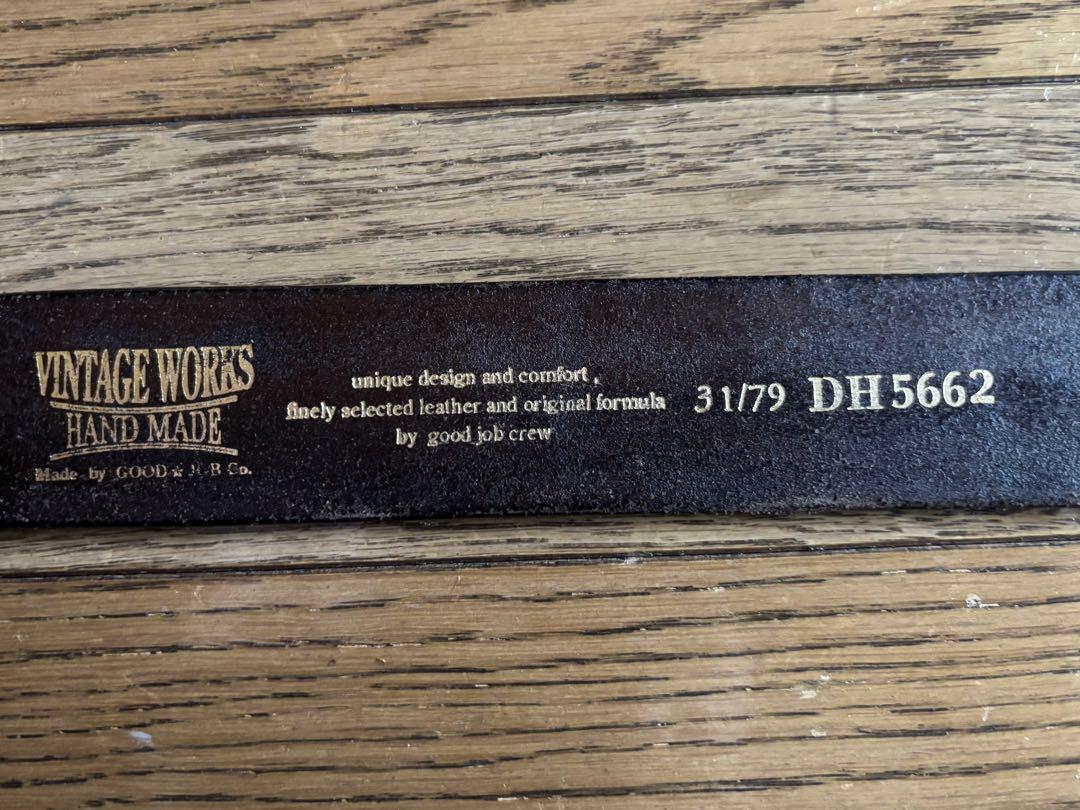 VINTAGE WORKS
HAND MADE
Made by GOOD★J B Co.
unique design and comfort,
finely selected leather and original formula
by good job crew
31/79 DH5662